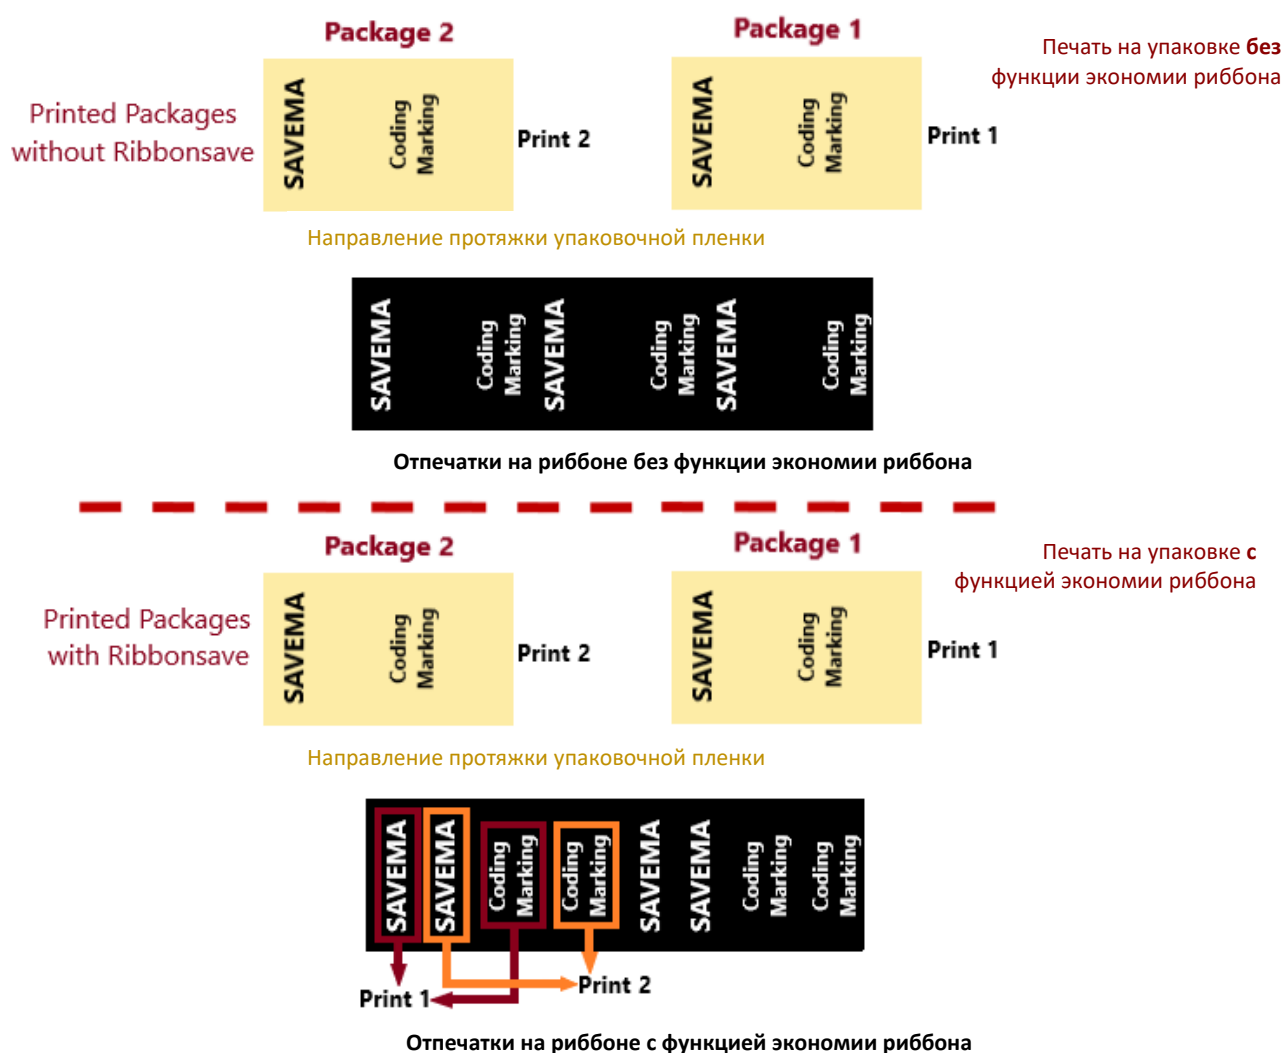 Package 2
Package 1
Печать на упаковке без
функции экономии риббона
Printed Packages
without Ribbonsave
SAVEMA
Coding
Marking
Print 2
SAVEMA
Coding
Marking
Print 1
Направление протяжки упаковочной пленки
SAVEMA
Coding
Marking
SAVEMA
Coding
Marking
SAVEMA
Coding
Marking
Отпечатки на риббоне без функции экономии риббона
Package 2
Package 1
Печать на упаковке с
функцией экономии риббона
Printed Packages
with Ribbonsave
SAVEMA
Coding
Marking
Print 2
SAVEMA
Coding
Marking
Print 1
Направление протяжки упаковочной пленки
SAVEMA
SAVEMA
Coding
Marking
Coding
Marking
SAVEMA
SAVEMA
Coding
Marking
Coding
Marking
Print 1
Print 2
Отпечатки на риббоне с функцией экономии риббона